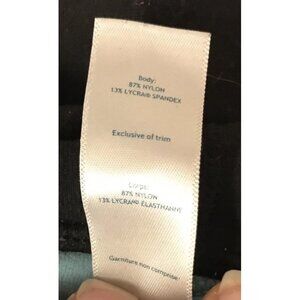 Body:
87% NYLON
13% LYCRA® SPANDEX
Exclusive of trim
Corps:
87% NYLON
13% LYCRA® ELASTHANNE
Garniture non comprise